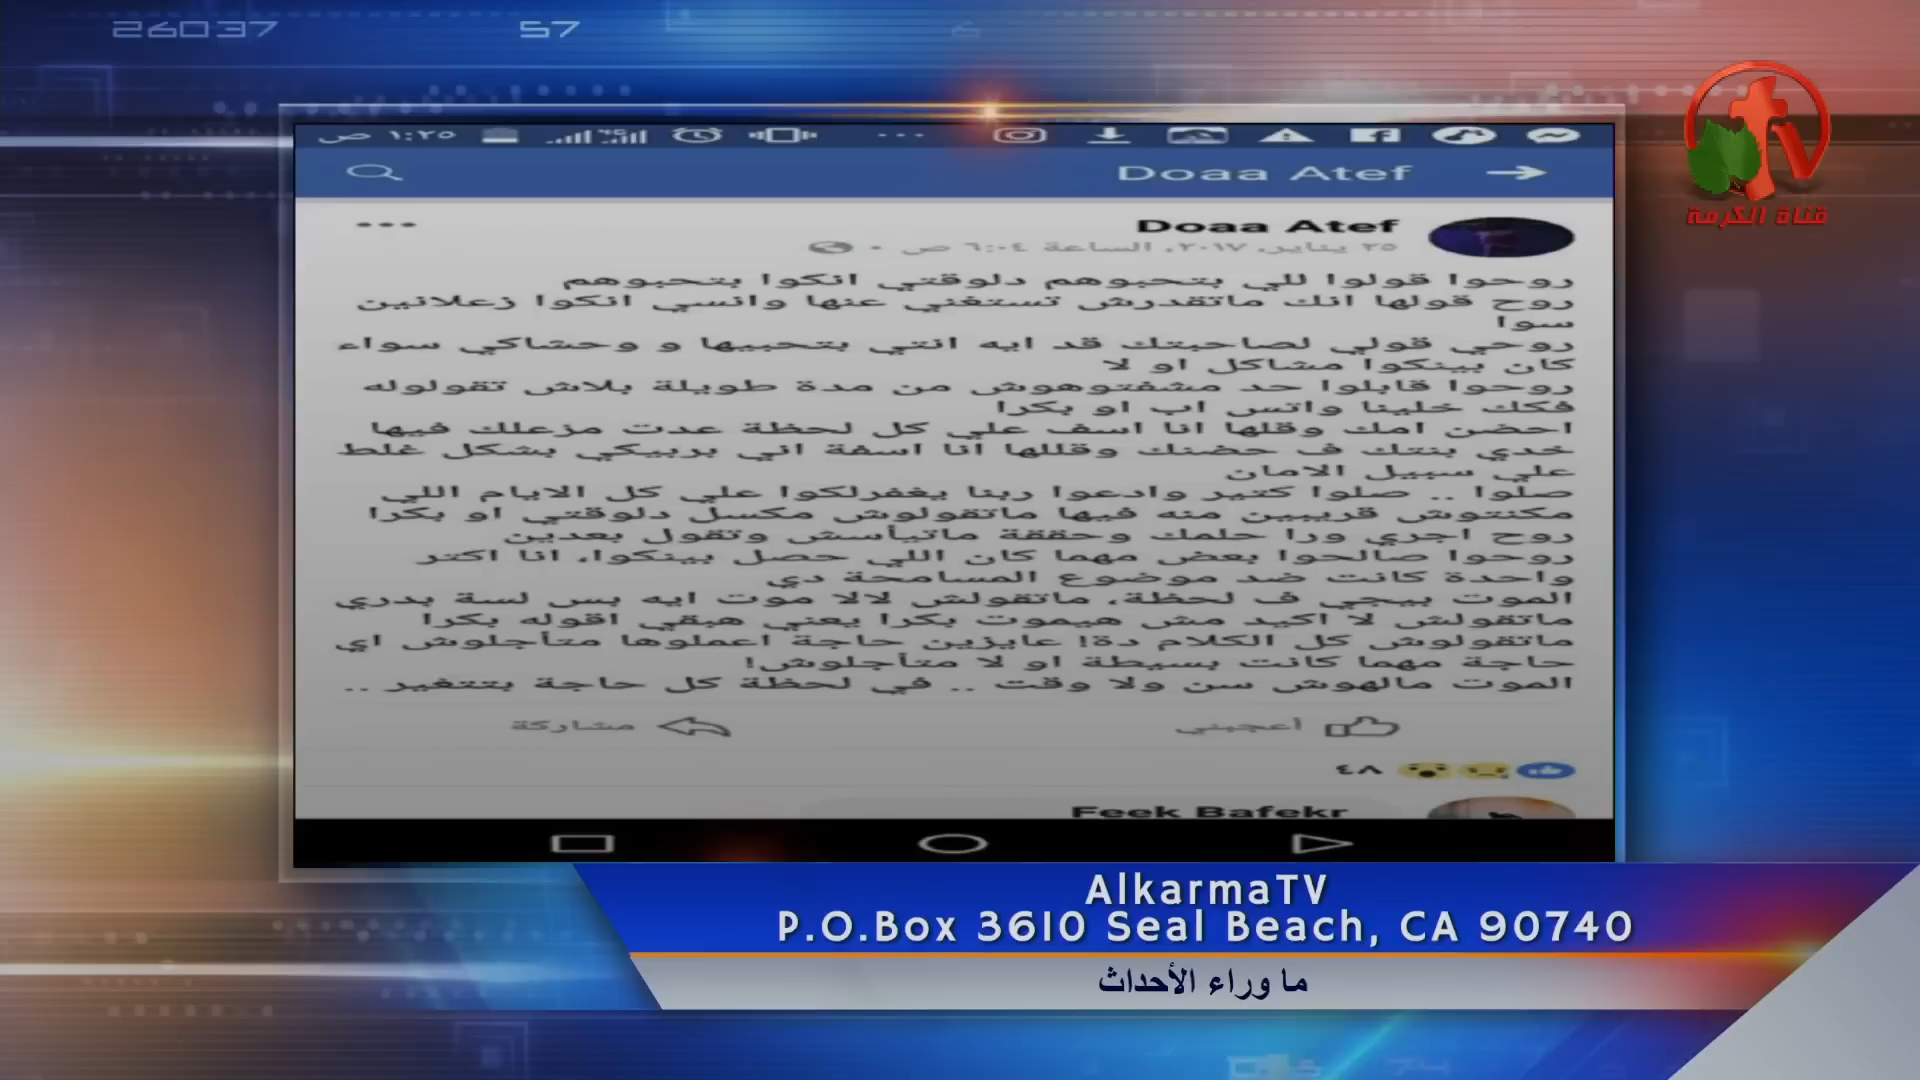 26037 57
قناة الكرمة
١:٢٥ ص
Doaa Atef
Doaa Atef
٢٥ يناير، ٢٠١٧، الساعة ٦:٠٤ ص
روحوا قولوا للي بتحبوهم دلوقتي انكوا بتحبوهم
روح قولها انك ماتقدرش تستغني عنها وانسي انكوا زعلانين
سوا
روحي قولي لصاحبتك قد ايه انتي بتحبيها و وحشاكي سواء
كان بينكوا مشاكل او لا
روحوا قابلوا حد مشفتوهوش من مدة طويلة بلاش تقولوله
فكك خلينا واتس اب او بكرا
احضن امك وقلها انا اسف علي كل لحظة عدت مزعلك فيها
خدي بنتك ف حضنك وقلليها انا اسفة اني بربيكي بشكل غلط
علي سبيل الامان
صلوا .. صلوا كتير وادعوا ربنا يغفرلكوا علي كل الايام اللي
مكنتوش قريبين منه فيها ماتقولوش مكسل دلوقتي او بكرا
روح اجري ورا حلمك وحققة ماتيأسش وتقول بعدين
روحوا صالحوا بعض مهما كان اللي حصل بينكوا، انا اكتر
واحدة كانت ضد موضوع المسامحة دي
الموت بيجي ف لحظة، ماتقولش لالا موت ايه بس لسة بدري
ماتقولش لا اكيد مش هيموت بكرا يعني هبقي اقوله بكرا
ماتقولوش كل الكلام دة! عايزين حاجة اعملوها متأجلوش اي
حاجة مهما كانت بسيطة او لا متأجلوش!
الموت مالهوش سن ولا وقت .. في لحظة كل حاجة بتتغير ..
أعجبني مشاركة
٤٨
Feek Bafekr
AlkarmaTV
P.O.Box 3610 Seal Beach, CA 90740
ما وراء الأحداث